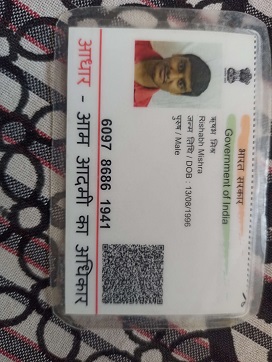 भारत सरकार
Government of India
ऋषभ मिश्र
Rishabh Mishra
जन्म तिथि / DOB : 13/08/1996
पुरुष / Male
6097 8686 1941
आधार - आम आदमी का अधिकार